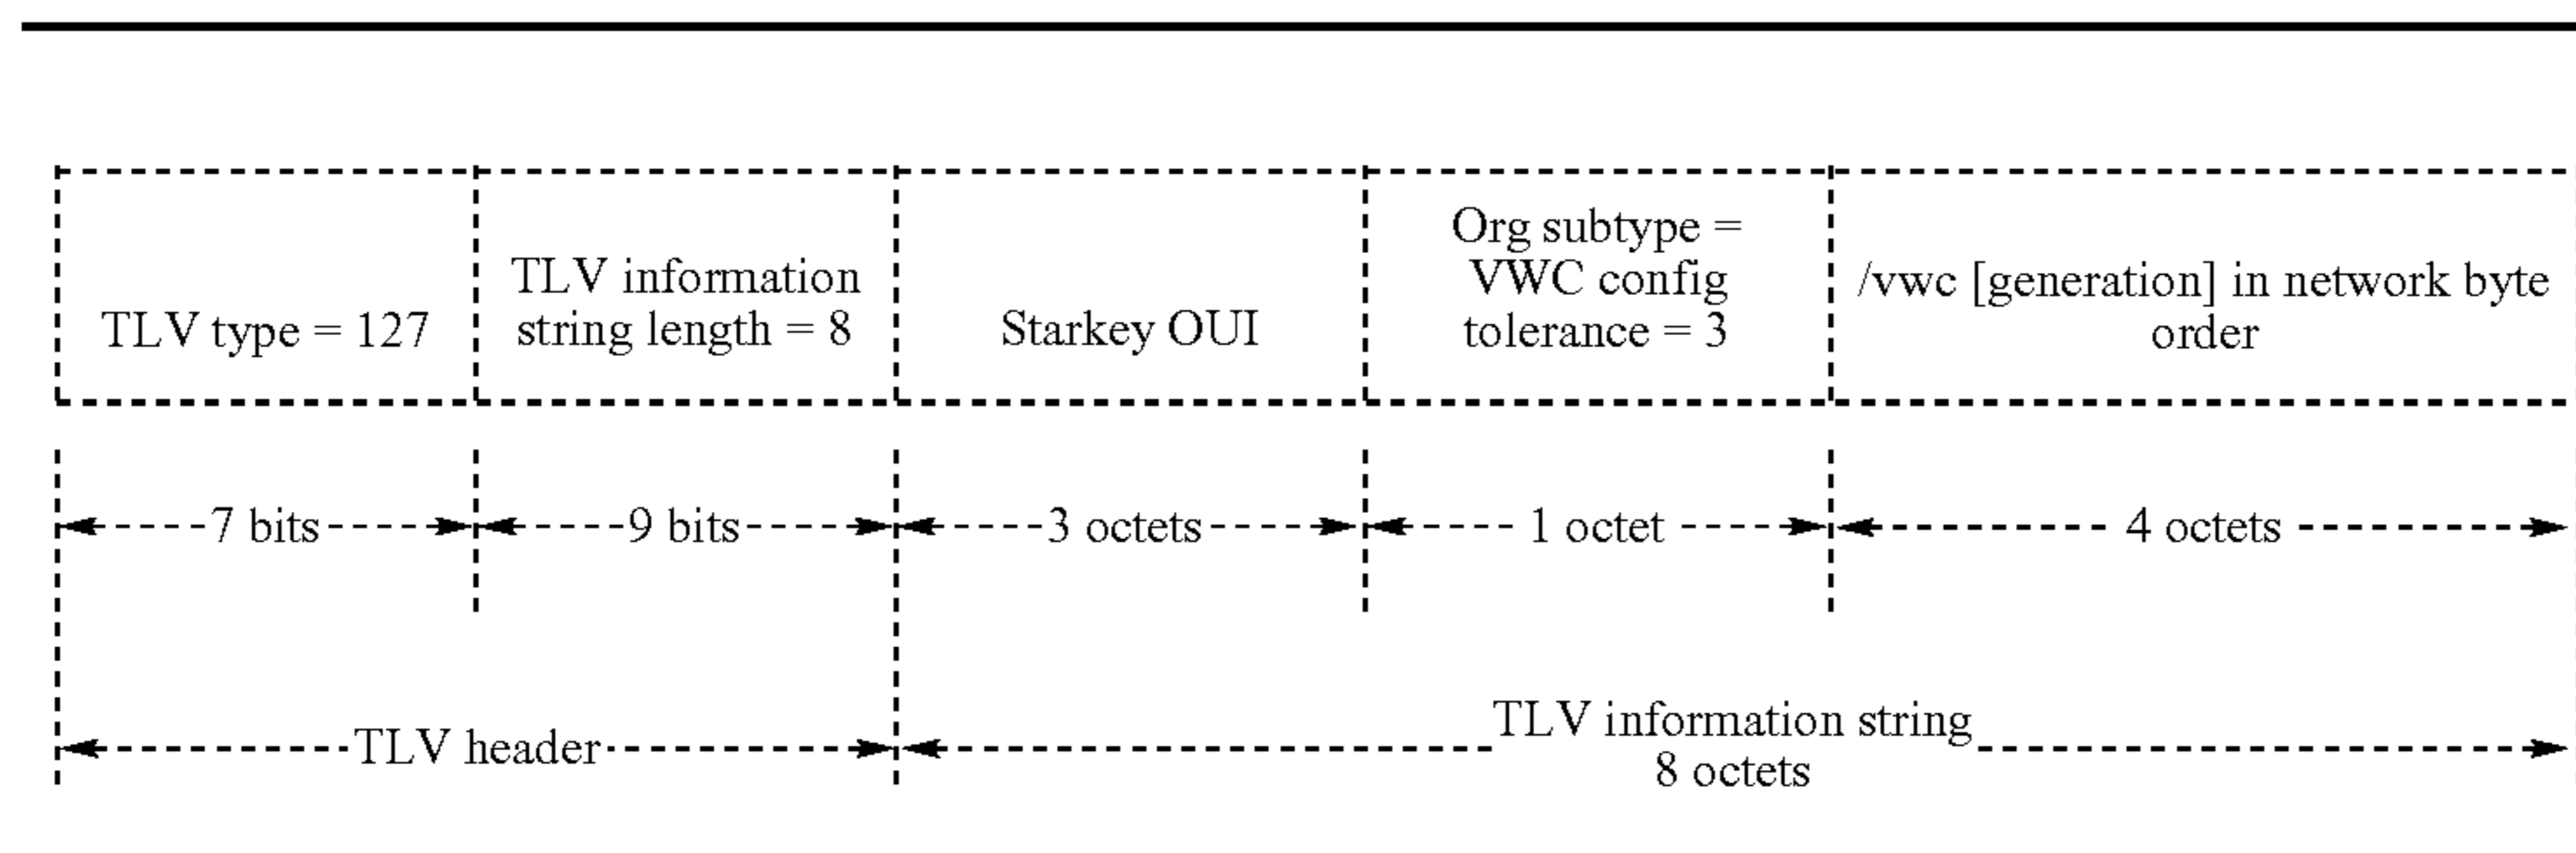 TLV type = 127
TLV information
string length = 8
Starkey OUI
Org subtype =
VWC config
tolerance = 3
/vwc [generation] in network byte
order
7 bits
9 bits
3 octets
1 octet
4 octets
TLV header
TLV information string
8 octets